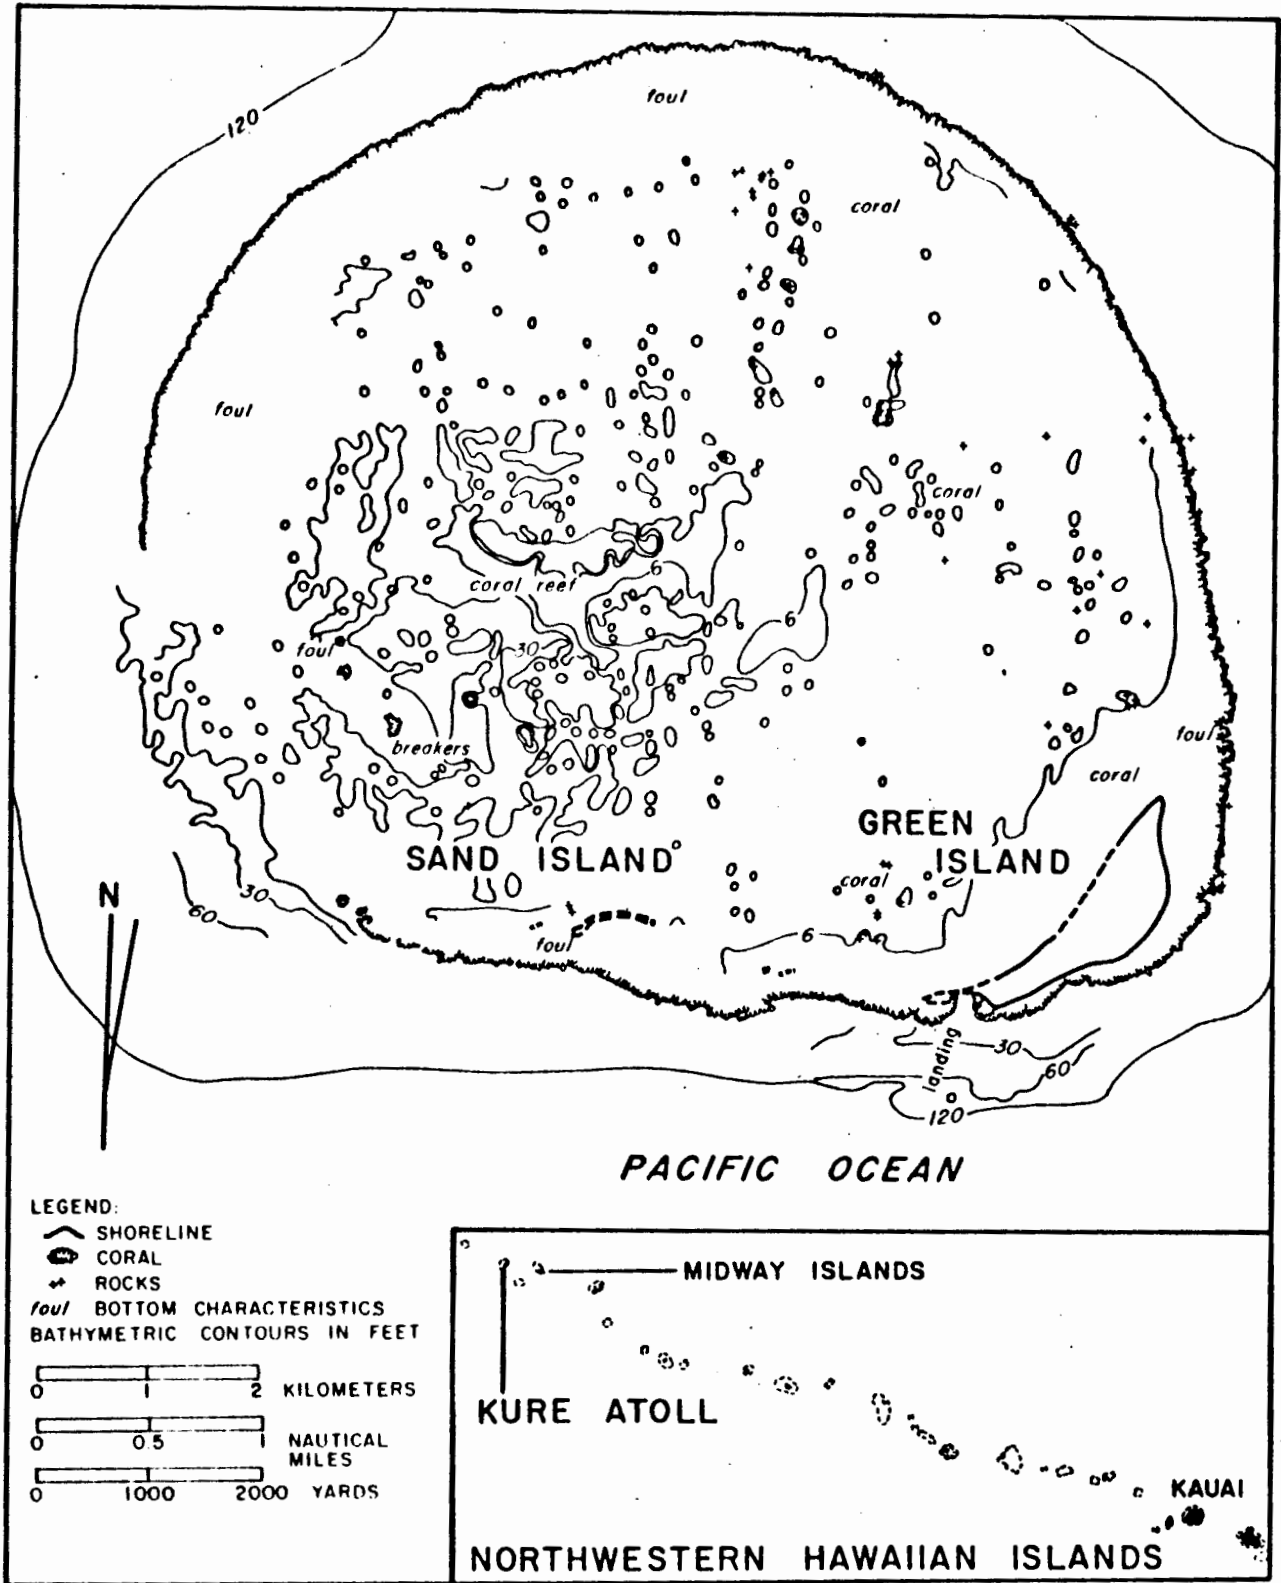 120
foul
coral
foul
coral
coral reef
6
6
foul
30
breakers
foul
coral
GREEN
ISLAND
SAND ISLAND
coral
N
30
60
foul
6
landing
30
60
120
PACIFIC OCEAN
LEGEND:
SHORELINE
CORAL
ROCKS
foul BOTTOM CHARACTERISTICS
BATHYMETRIC CONTOURS IN FEET
0 1 2 KILOMETERS
0 0.5 1 NAUTICAL
MILES
0 1000 2000 YARDS
MIDWAY ISLANDS
KURE ATOLL
KAUAI
NORTHWESTERN HAWAIIAN ISLANDS